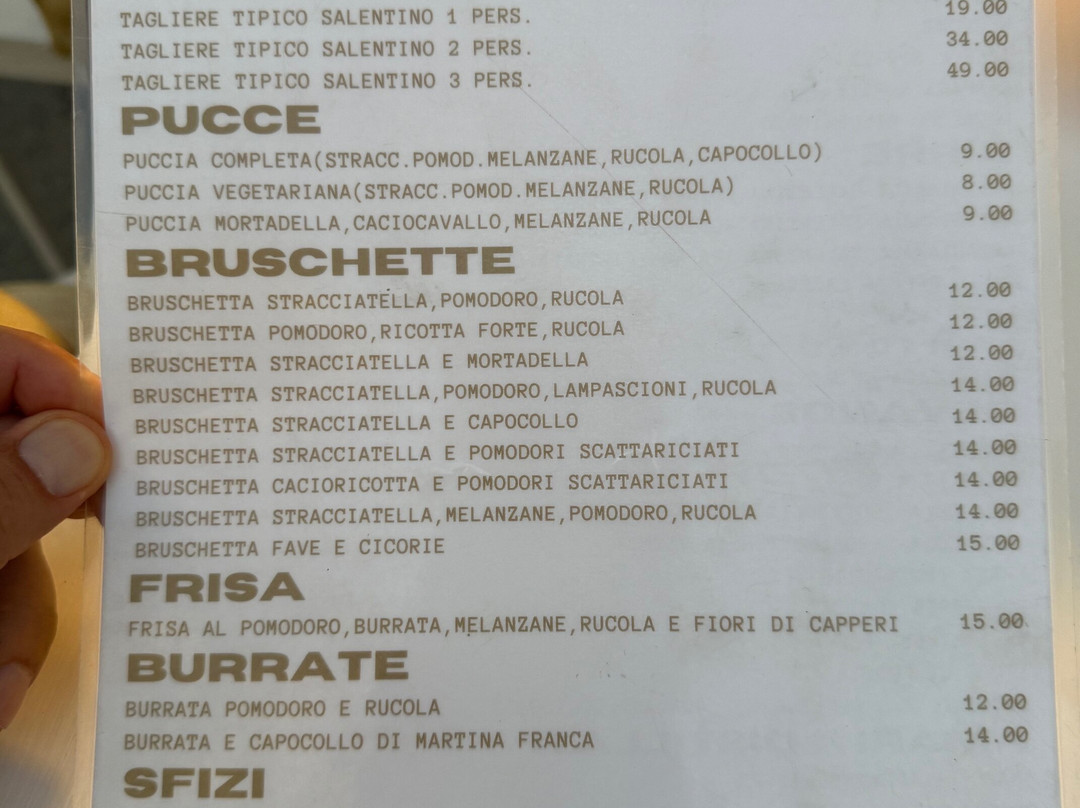 TAGLIERE TIPICO SALENTINO 1 PERS. 19.00
TAGLIERE TIPICO SALENTINO 2 PERS. 34.00
TAGLIERE TIPICO SALENTINO 3 PERS. 49.00
PUCCE
PUCCIA COMPLETA(STRACC.POMOD.MELANZANE,RUCOLA,CAPOCOLLO) 9.00
PUCCIA VEGETARIANA(STRACC.POMOD.MELANZANE,RUCOLA) 8.00
PUCCIA MORTADELLA,CACIOCAVALLO,MELANZANE,RUCOLA 9.00
BRUSCHETTE
BRUSCHETTA STRACCIATELLA,POMODORO,RUCOLA 12.00
BRUSCHETTA POMODORO,RICOTTA FORTE,RUCOLA 12.00
BRUSCHETTA STRACCIATELLA E MORTADELLA 12.00
BRUSCHETTA STRACCIATELLA,POMODORO,LAMPASCIONI,RUCOLA 14.00
BRUSCHETTA STRACCIATELLA E CAPOCOLLO 14.00
BRUSCHETTA STRACCIATELLA E POMODORI SCATTARICIATI 14.00
BRUSCHETTA CACIORICOTTA E POMODORI SCATTARICIATI 14.00
BRUSCHETTA STRACCIATELLA,MELANZANE,POMODORO,RUCOLA 14.00
BRUSCHETTA FAVE E CICORIE 15.00
FRISA
FRISA AL POMODORO,BURRATA,MELANZANE,RUCOLA E FIORI DI CAPPERI 15.00
BURRATE
BURRATA POMODORO E RUCOLA 12.00
BURRATA E CAPOCOLLO DI MARTINA FRANCA 14.00
SFIZI